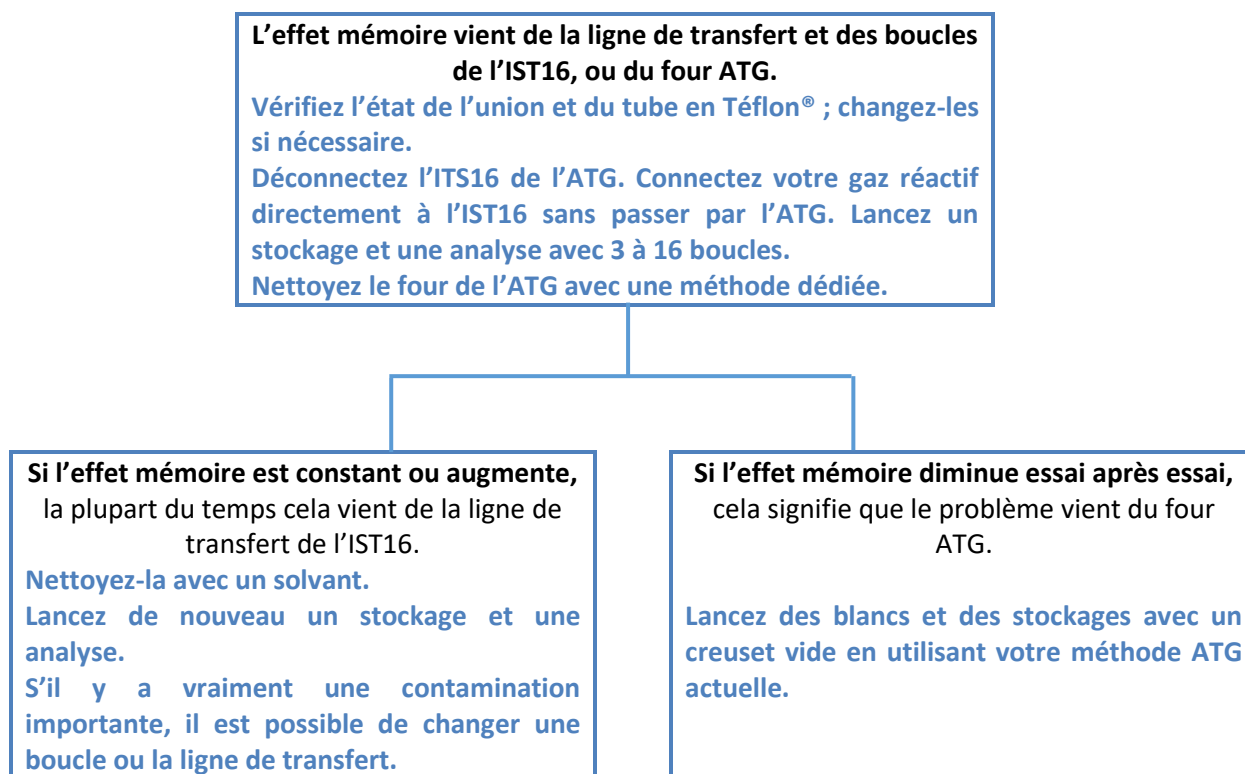 L’effet mémoire vient de la ligne de transfert et des boucles
de l’IST16, ou du four ATG.
Vérifiez l’état de l’union et du tube en Téflon® ; changez-les
si nécessaire.
Déconnectez l’ITS16 de l’ATG. Connectez votre gaz réactif
directement à l’IST16 sans passer par l’ATG. Lancez un
stockage et une analyse avec 3 à 16 boucles.
Nettoyez le four de l’ATG avec une méthode dédiée.
Si l’effet mémoire est constant ou augmente,
la plupart du temps cela vient de la ligne de
transfert de l’IST16.
Nettoyez-la avec un solvant.
Lancez de nouveau un stockage et une
analyse.
S’il y a vraiment une contamination
importante, il est possible de changer une
boucle ou la ligne de transfert.
Si l’effet mémoire diminue essai après essai,
cela signifie que le problème vient du four
ATG.
Lancez des blancs et des stockages avec un
creuset vide en utilisant votre méthode ATG
actuelle.